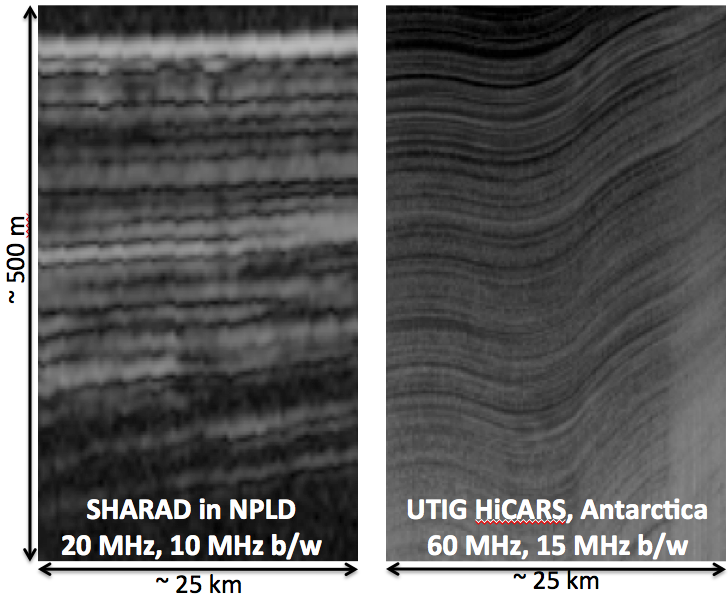 ~ 500 m
SHARAD in NPLD
20 MHz, 10 MHz b/w
~ 25 km
UTIG HiCARS, Antarctica
60 MHz, 15 MHz b/w
~ 25 km